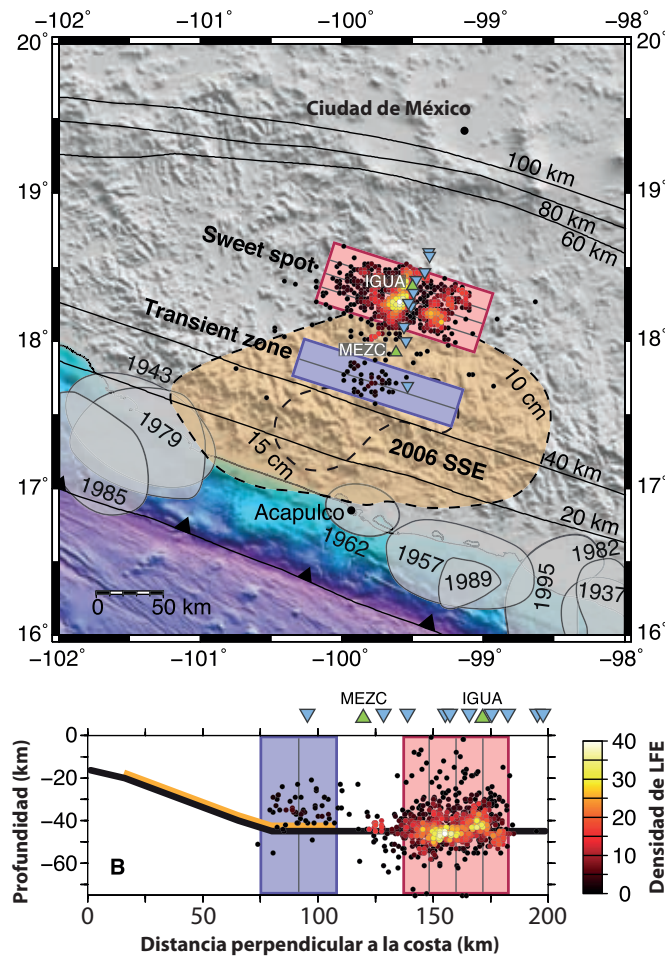 −102˚ −101˚ −100˚ −99˚ −98˚
20˚ 20˚
Ciudad de México
100 km
19˚ 19˚
80 km
60 km
Sweet spot
IGUA
Transient zone
18˚ 18˚
MEZC
1943
10 cm
1979
15 cm
2006 SSE
40 km
1985
17˚ 17˚
Acapulco
20 km
1962
1957
1982
1989
1995
1937
0 50 km
16˚ 16˚
−102˚ −101˚ −100˚ −99˚ −98˚
MEZC IGUA
Profundidad (km)
0
−20
−40
−60
B
0 50 100 150 200
Distancia perpendicular a la costa (km)
40
30
20
10
0
Densidad de LFE